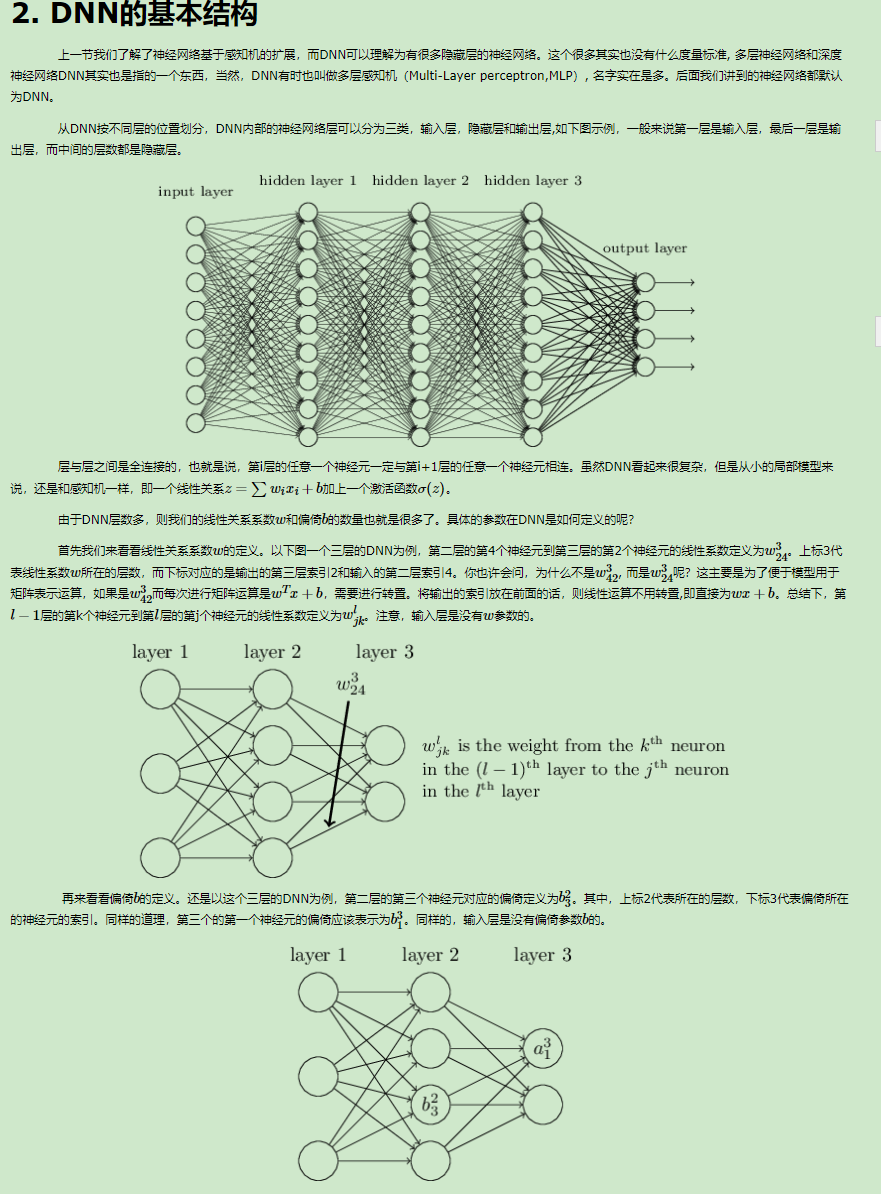 2. DNN的基本结构
上一节我们了解了神经网络基于感知机的扩展，而DNN可以理解为有很多隐藏层的神经网络。这个很多其实也没有什么度量标准, 多层神经网络和深度
神经网络DNN其实也是指的一个东西，当然，DNN有时也叫做多层感知机（Multi-Layer perceptron,MLP）, 名字实在是多。后面我们讲到的神经网络都默认
为DNN。
从DNN按不同层的位置划分，DNN内部的神经网络层可以分为三类，输入层，隐藏层和输出层,如下图示例，一般来说第一层是输入层，最后一层是输
出层，而中间的层数都是隐藏层。
hidden layer 1 hidden layer 2 hidden layer 3
input layer
output layer
层与层之间是全连接的，也就是说，第i层的任意一个神经元一定与第i+1层的任意一个神经元相连。虽然DNN看起来很复杂，但是从小的局部模型来
说，还是和感知机一样，即一个线性关系z = ∑ w_i x_i + b加上一个激活函数σ(z)。
由于DNN层数多，则我们的线性关系系数w和偏倚b的数量也就是很多了。具体的参数在DNN是如何定义的呢？
首先我们来看看线性关系系数w的定义。以下图一个三层的DNN为例，第二层的第4个神经元到第三层的第2个神经元的线性系数定义为w^3_{24}。上标3代
表线性系数w所在的层数，而下标对应的是输出的第三层索引2和输入的第二层索引4。你也许会问，为什么不是w^3_{42}, 而是w^3_{24}呢？这主要是为了便于模型用于
矩阵表示运算，如果是w^3_{42}而每次进行矩阵运算是w^T x + b，需要进行转置。将输出的索引放在前面的话，则线性运算不用转置,即直接为wx + b。总结下，第
l − 1层的第k个神经元到第l层的第j个神经元的线性系数定义为w^l_{jk}。注意，输入层是没有w参数的。
layer 1 layer 2 layer 3
w^3_{24}
w^l_{jk} is the weight from the k^th neuron
in the (l − 1)^th layer to the j^th neuron
in the l^th layer
再来看看偏倚b的定义。还是以这个三层的DNN为例，第二层的第三个神经元对应的偏倚定义为b^2_3。其中，上标2代表所在的层数，下标3代表偏倚所在
的神经元的索引。同样的道理，第三个的第一个神经元的偏倚应该表示为b^3_1。同样的，输入层是没有偏倚参数b的。
layer 1 layer 2 layer 3
a^3_1
b^2_3